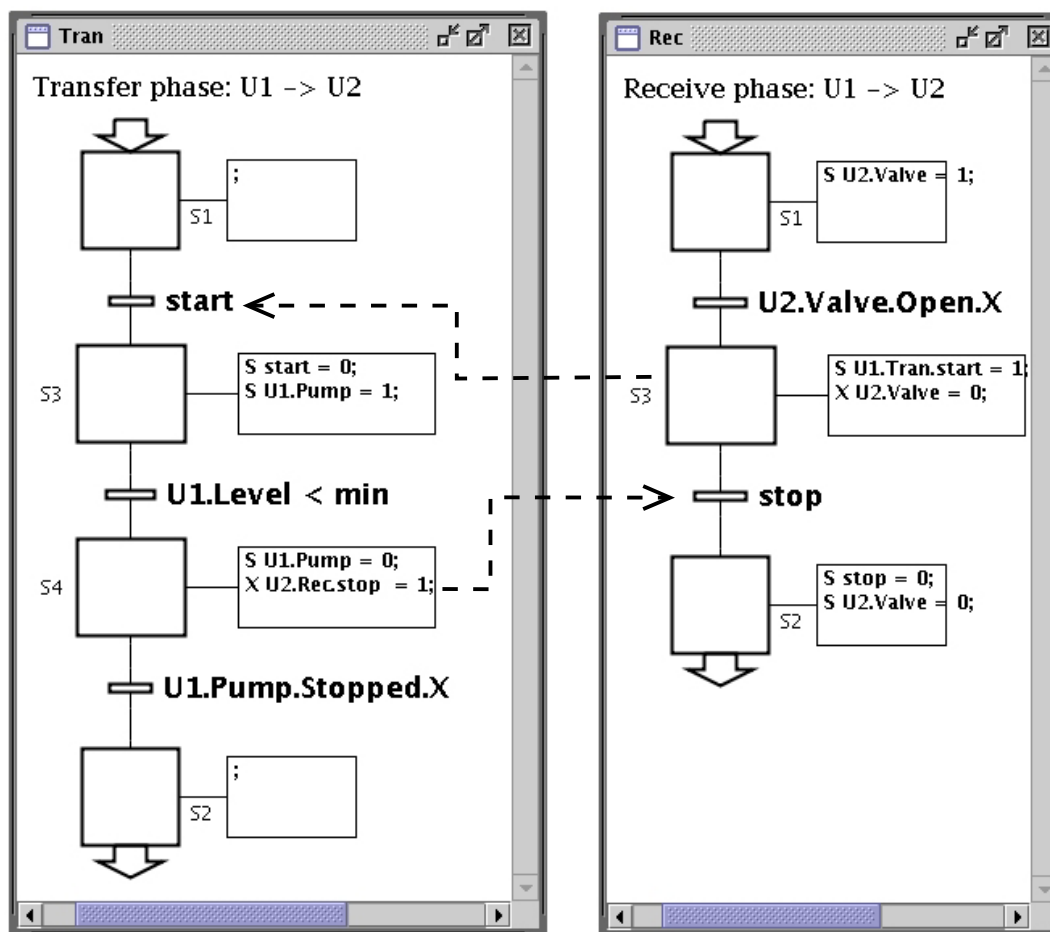 Tran
Transfer phase: U1 -> U2
;
S1
start
S start = 0;
S U1.Pump = 1;
S3
U1.Level < min
S U1.Pump = 0;
X U2.Rec.stop = 1;
S4
U1.Pump.Stopped.X
;
S2
Rec
Receive phase: U1 -> U2
S U2.Valve = 1;
S1
U2.Valve.Open.X
S U1.Tran.start = 1;
X U2.Valve = 0;
S3
stop
S stop = 0;
S U2.Valve = 0;
S2